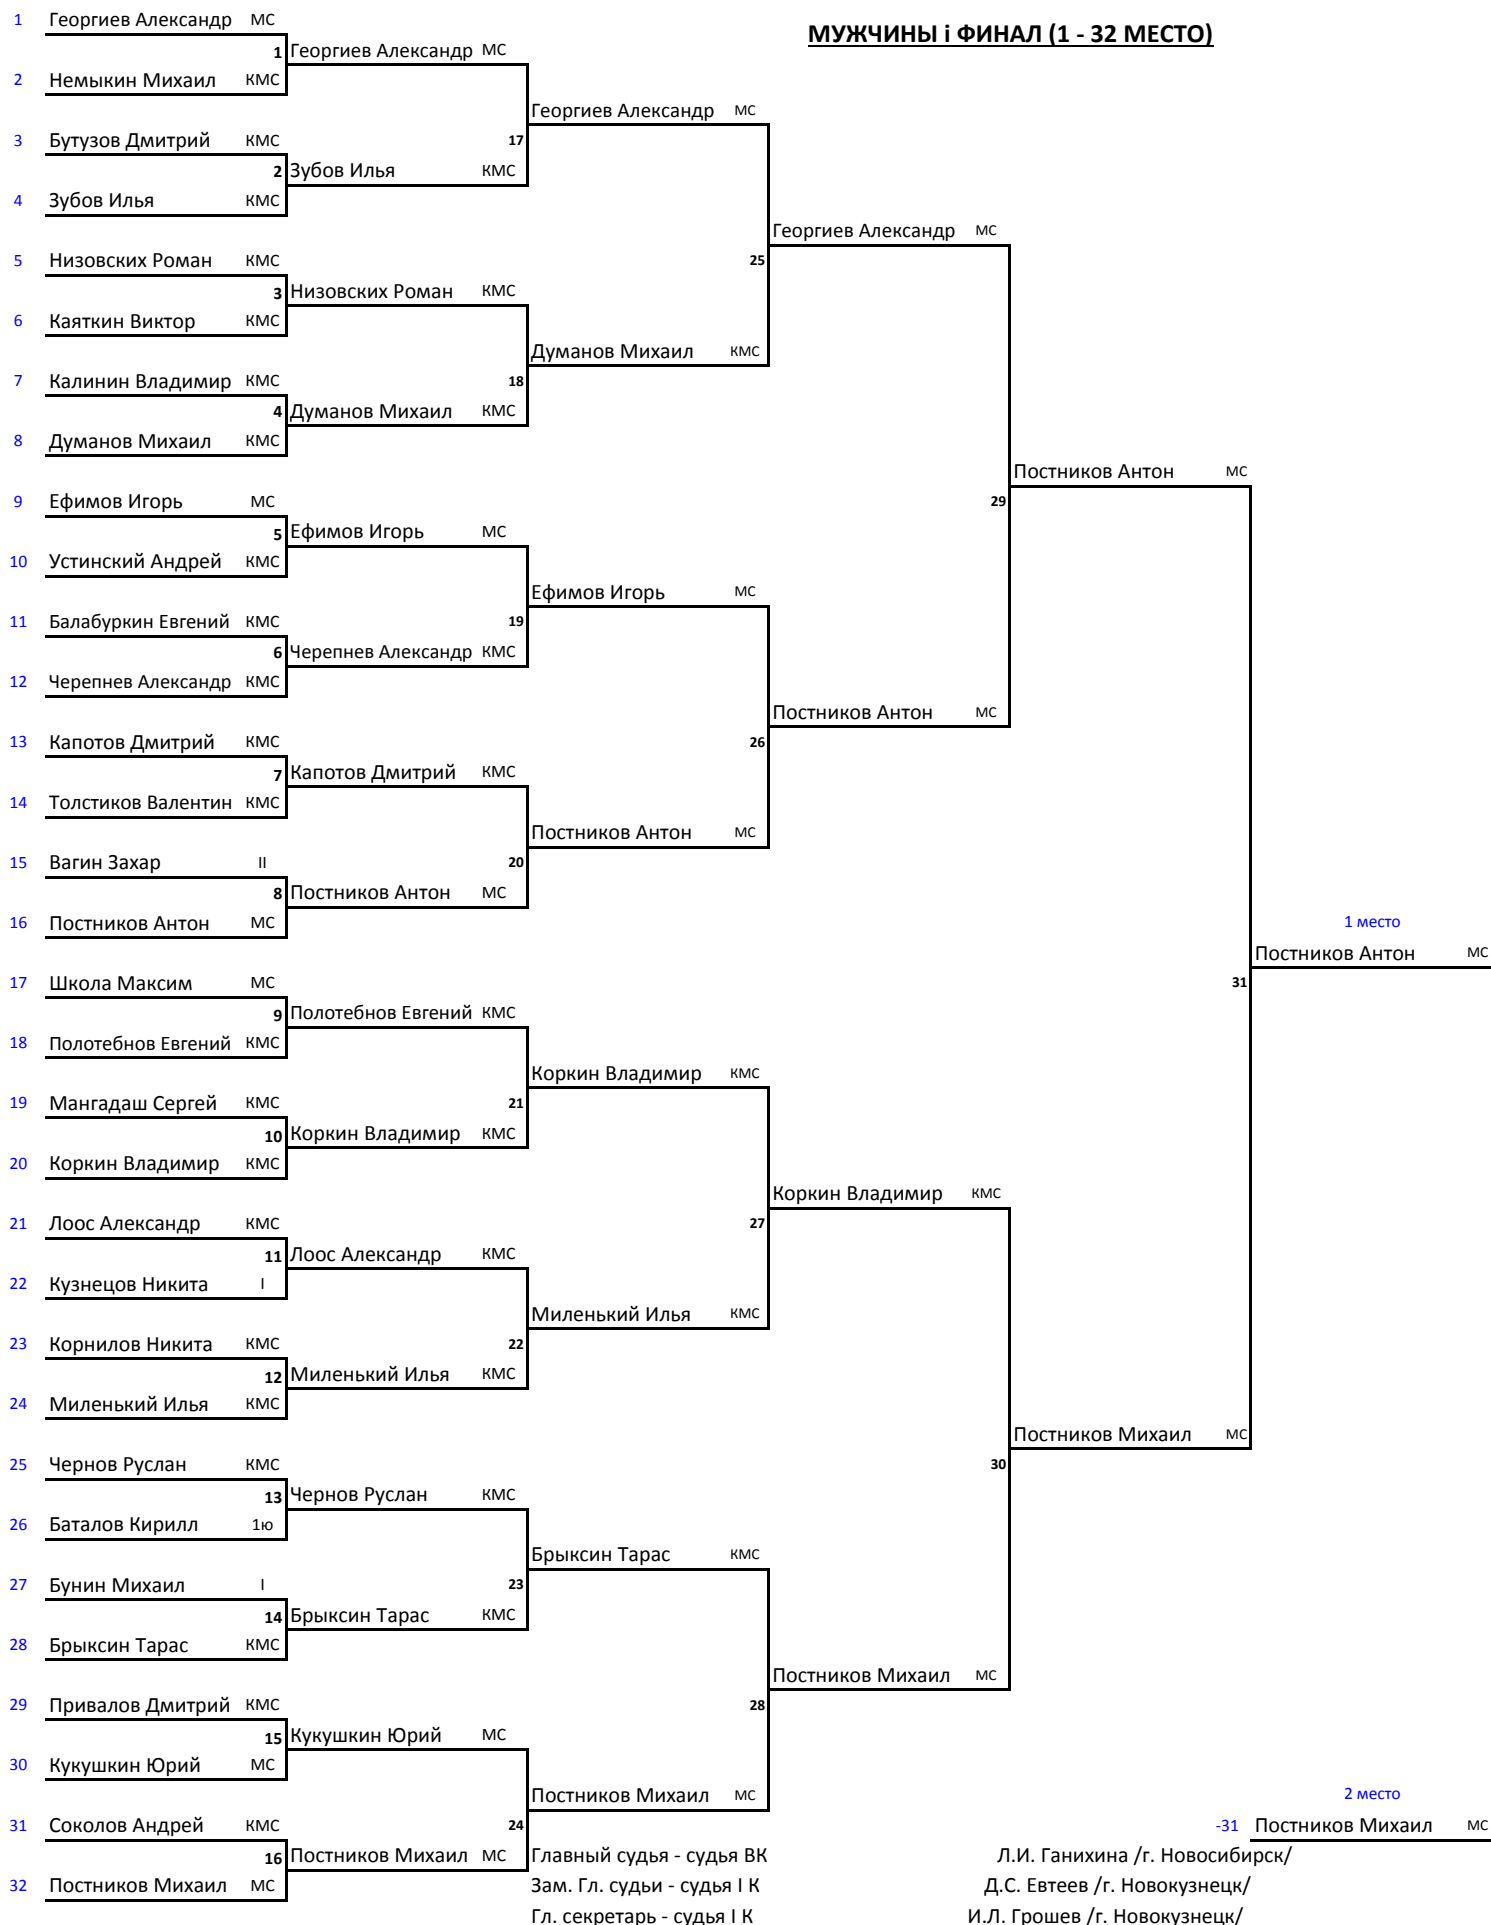 МУЖЧИНЫ i ФИНАЛ (1 - 32 МЕСТО)
1 Георгиев Александр МС
1 Георгиев Александр МС
2 Немыкин Михаил КМС
Георгиев Александр МС
3 Бутузов Дмитрий КМС
17
2 Зубов Илья КМС
4 Зубов Илья КМС
Георгиев Александр МС
5 Низовских Роман КМС
25
3 Низовских Роман КМС
6 Каяткин Виктор КМС
Думанов Михаил КМС
7 Калинин Владимир КМС
18
4 Думанов Михаил КМС
8 Думанов Михаил КМС
Постников Антон МС
9 Ефимов Игорь МС
29
5 Ефимов Игорь МС
10 Устинский Андрей КМС
Ефимов Игорь МС
11 Балабуркин Евгений КМС
19
6 Черепнев Александр КМС
12 Черепнев Александр КМС
Постников Антон МС
13 Капотов Дмитрий КМС
26
7 Капотов Дмитрий КМС
14 Толстиков Валентин КМС
Постников Антон МС
15 Вагин Захар II
20
8 Постников Антон МС
16 Постников Антон МС
1 место
Постников Антон МС
17 Школа Максим МС
31
9 Полотебнов Евгений КМС
18 Полотебнов Евгений КМС
Коркин Владимир КМС
19 Мангадаш Сергей КМС
21
10 Коркин Владимир КМС
20 Коркин Владимир КМС
Коркин Владимир КМС
21 Лоос Александр КМС
27
11 Лоос Александр КМС
22 Кузнецов Никита I
Миленький Илья КМС
23 Корнилов Никита КМС
22
12 Миленький Илья КМС
24 Миленький Илья КМС
Постников Михаил МС
25 Чернов Руслан КМС
30
13 Чернов Руслан КМС
26 Баталов Кирилл 1ю
Брыксин Тарас КМС
27 Бунин Михаил I
23
14 Брыксин Тарас КМС
28 Брыксин Тарас КМС
Постников Михаил МС
29 Привалов Дмитрий КМС
28
15 Кукушкин Юрий МС
30 Кукушкин Юрий МС
Постников Михаил МС
2 место
31 Соколов Андрей КМС
24
-31 Постников Михаил МС
16 Постников Михаил МС
32 Постников Михаил МС
Главный судья - судья ВК Л.И. Ганихина /г. Новосибирск/
Зам. Гл. судьи - судья I К Д.С. Евтеев /г. Новокузнецк/
Гл. секретарь - судья I К И.Л. Грошев /г. Новокузнецк/